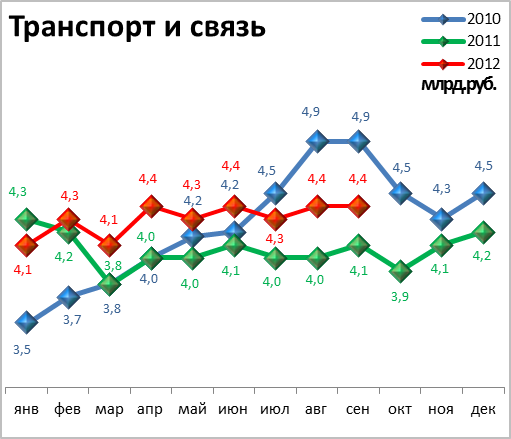 Транспорт и связь
2010
2011
2012
млрд.руб.
4,9 4,9
4,5 4,5 4,5
4,3 4,3 4,4 4,3 4,4 4,4 4,4 4,3
4,2 4,2
4,1 4,2 4,0 4,3
4,1 3,8 4,0 4,0 4,1 4,0 4,0 4,1 4,1 4,2
3,5 3,7 3,8 3,9
янв фев мар апр май июн июл авг сен окт ноя дек